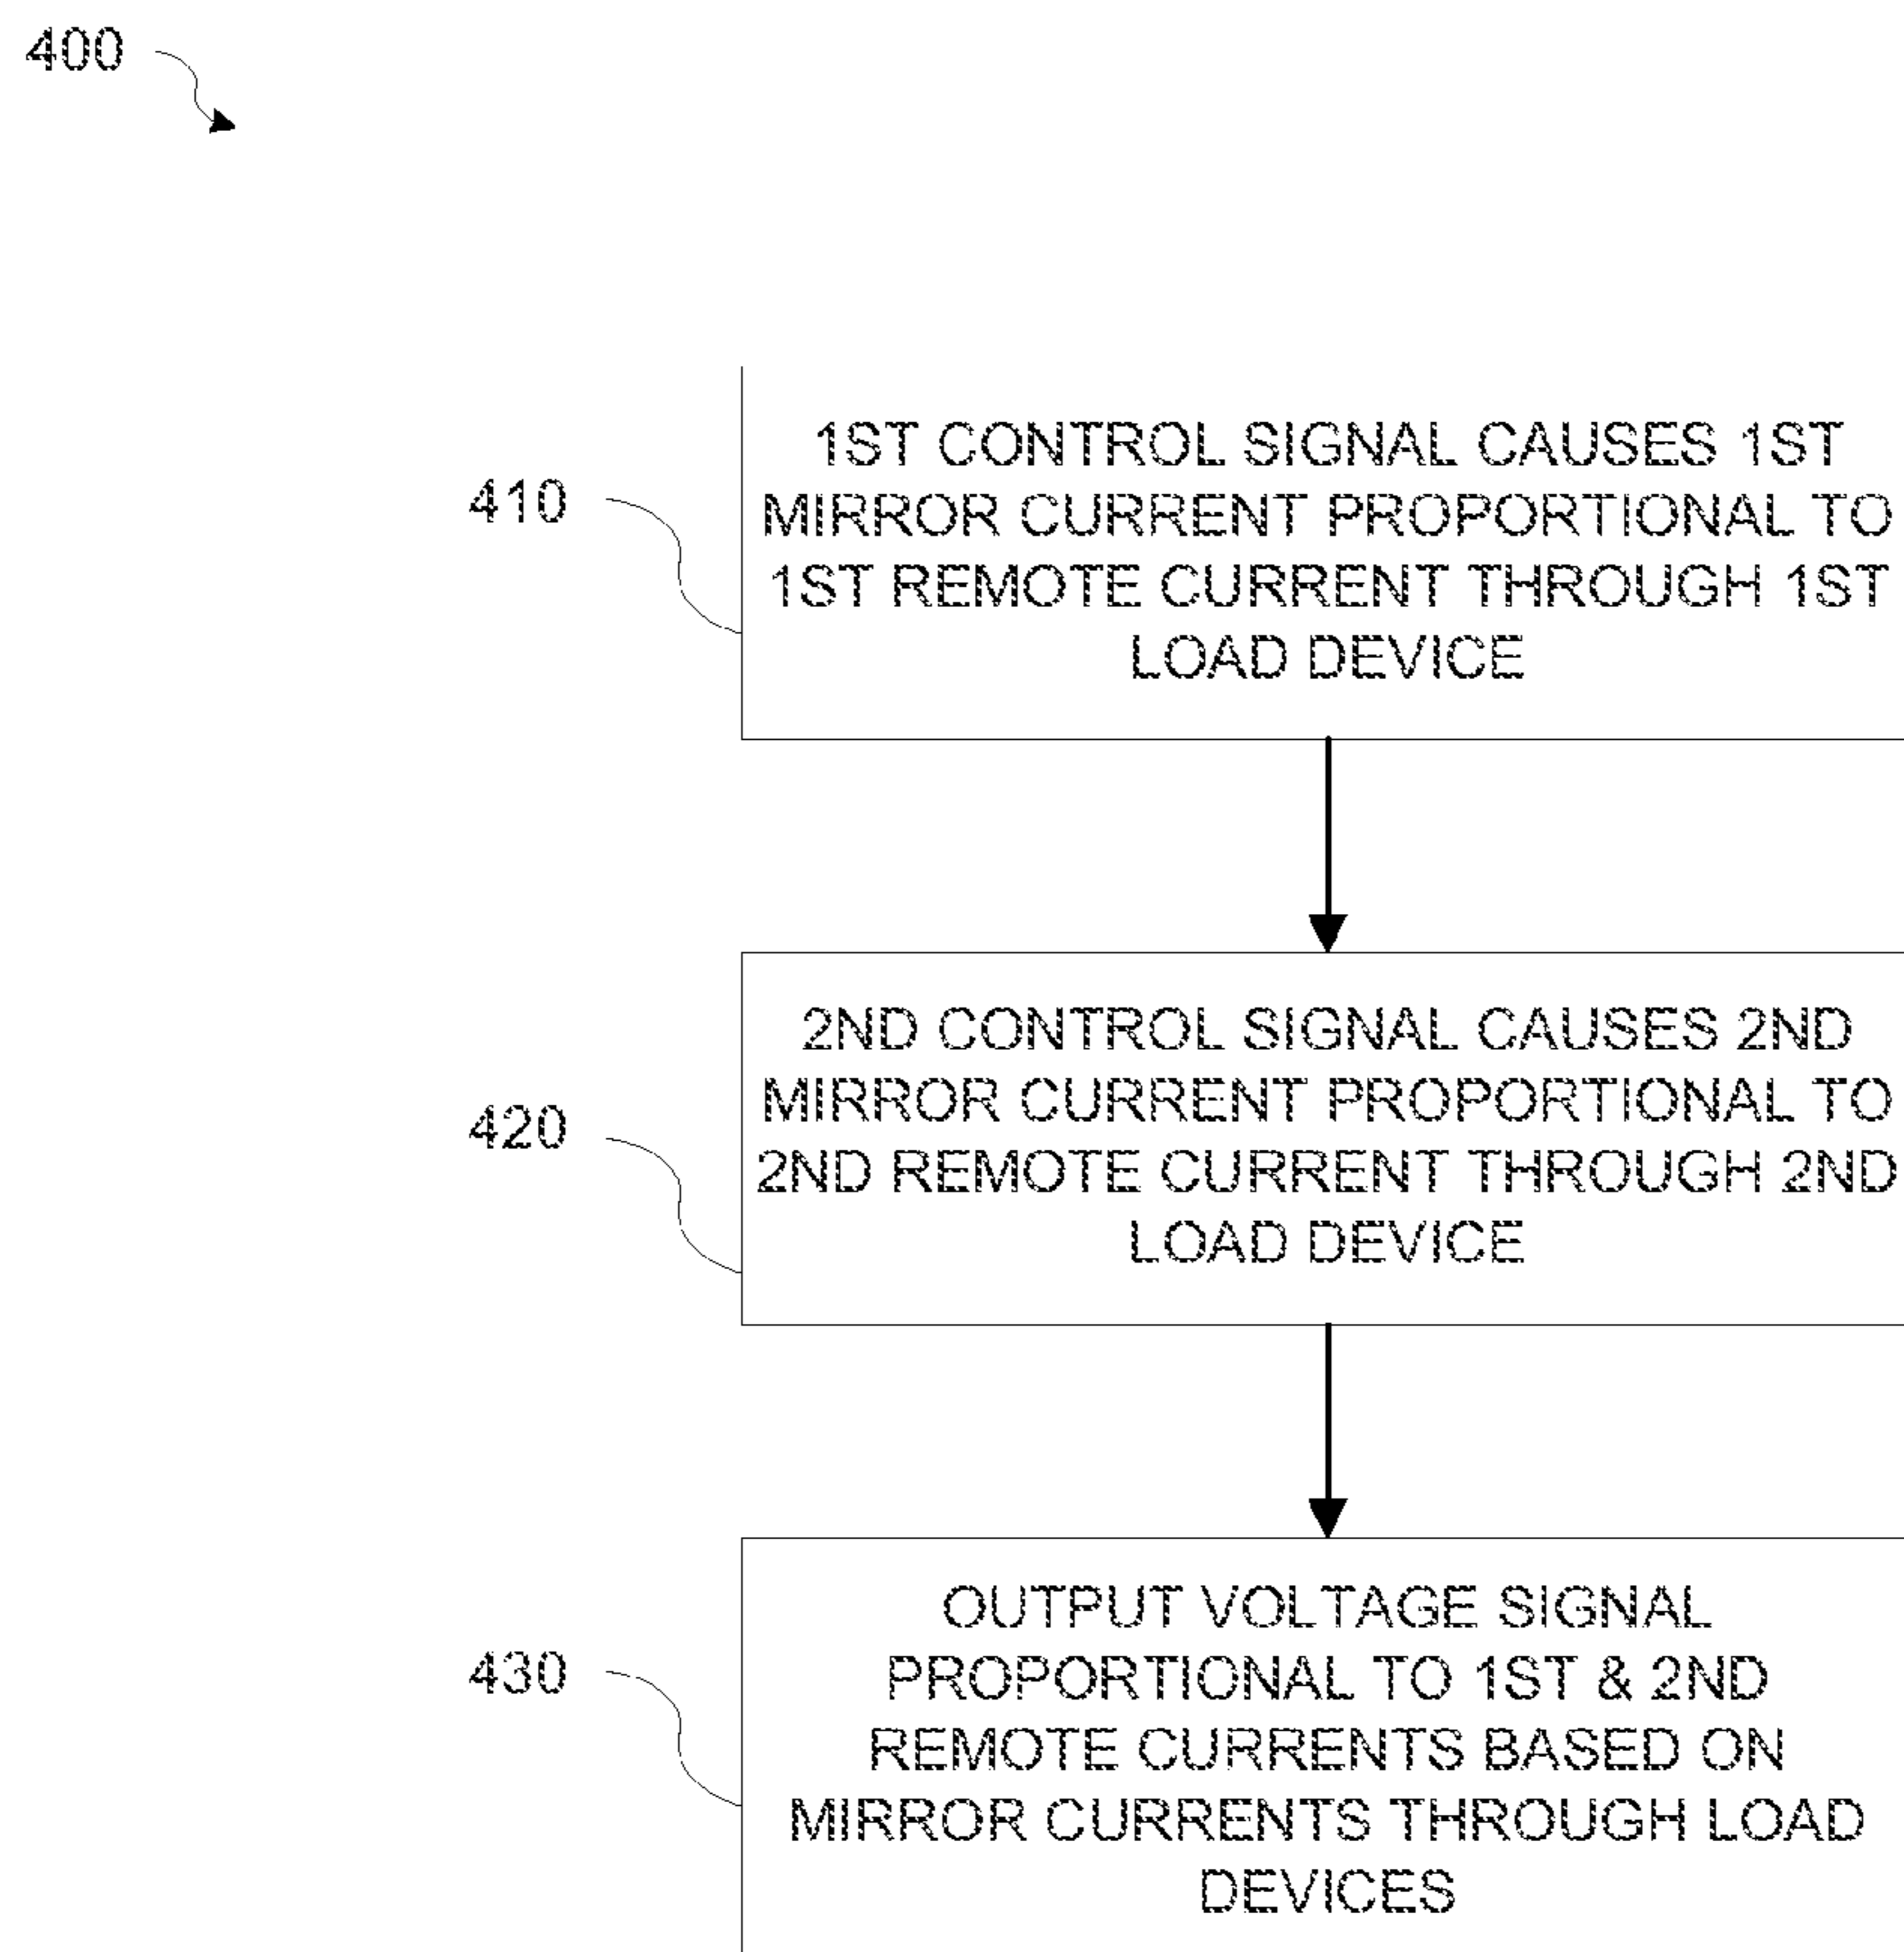 400
410
1ST CONTROL SIGNAL CAUSES 1ST
MIRROR CURRENT PROPORTIONAL TO
1ST REMOTE CURRENT THROUGH 1ST
LOAD DEVICE
420
2ND CONTROL SIGNAL CAUSES 2ND
MIRROR CURRENT PROPORTIONAL TO
2ND REMOTE CURRENT THROUGH 2ND
LOAD DEVICE
430
OUTPUT VOLTAGE SIGNAL
PROPORTIONAL TO 1ST & 2ND
REMOTE CURRENTS BASED ON
MIRROR CURRENTS THROUGH LOAD
DEVICES